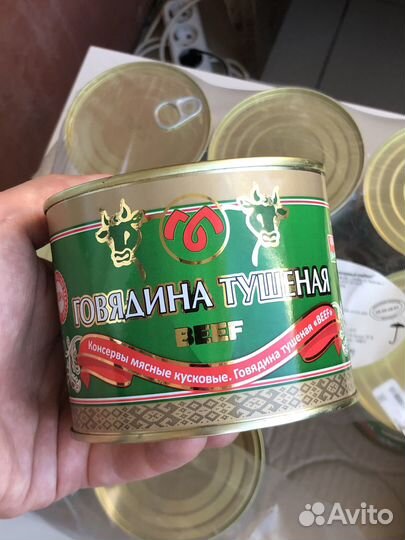 ГОВЯДИНА ТУШЕНАЯ
BEEF
Консервы мясные кусковые. Говядина тушеная «BEEF»
Avito